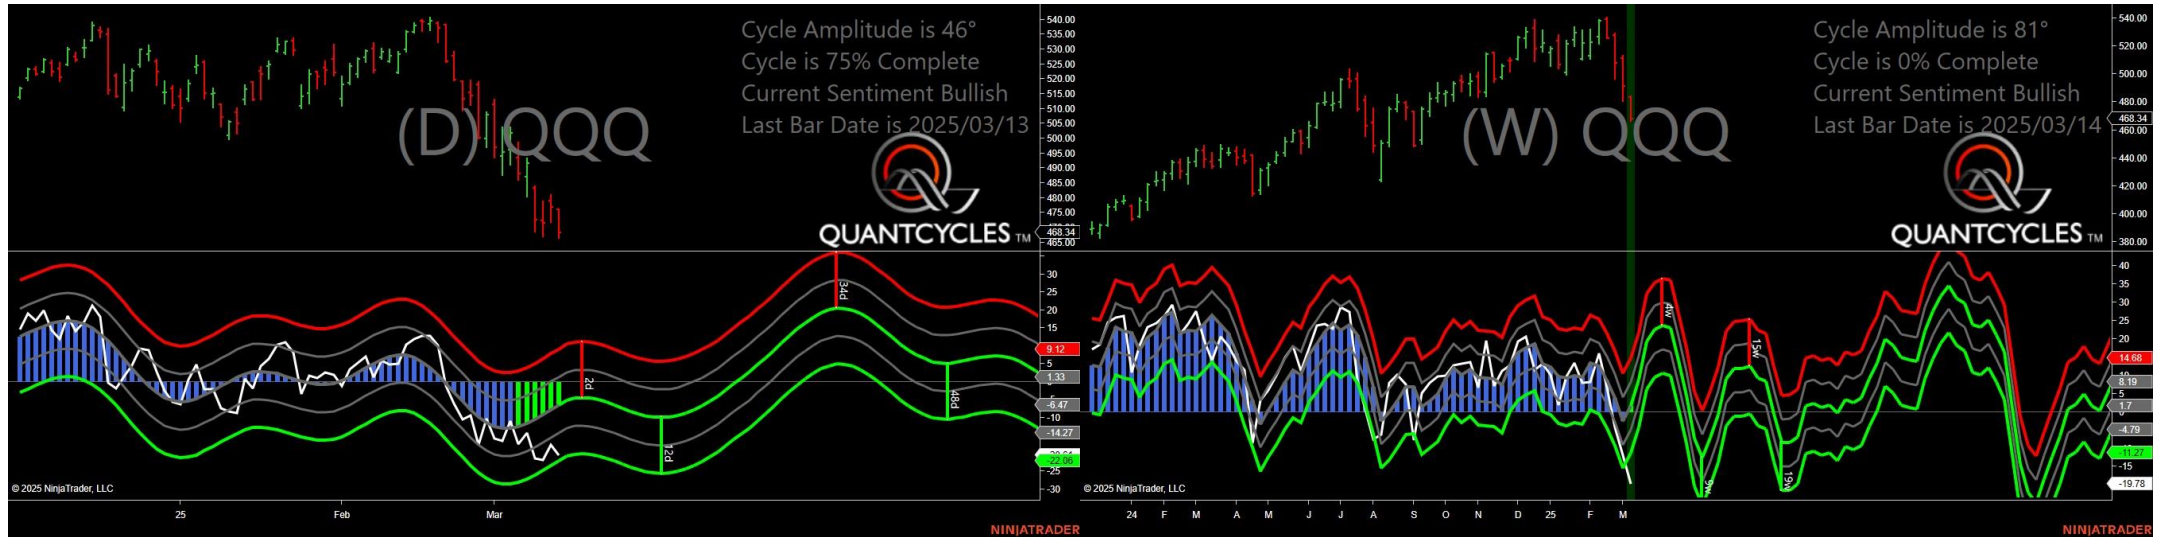 Cycle Amplitude is 46°
Cycle is 75% Complete
Current Sentiment Bullish
Last Bar Date is 2025/03/13
(D) QQQ
QUANTCYCLES TM
540.00
535.00
530.00
525.00
520.00
515.00
510.00
505.00
500.00
495.00
490.00
485.00
480.00
475.00
468.34
465.00
30
25
20
15
9.12
5
1.33
-6.47
-10
-14.27
-22.06
-25
-30
2d
12d
34d
48d
© 2025 NinjaTrader, LLC
25 Feb Mar
NINJATRADER
Cycle Amplitude is 81°
Cycle is 0% Complete
Current Sentiment Bullish
Last Bar Date is 2025/03/14
(W) QQQ
QUANTCYCLES TM
540.00
520.00
500.00
480.00
468.34
460.00
440.00
420.00
400.00
380.00
40
35
30
25
20
14.68
8.19
5
1.7
-4.79
-11.27
-15
-19.78
4w
9w
15w
19w
© 2025 NinjaTrader, LLC
24 F M A M J J A S O N D 25 F M
NINJATRADER